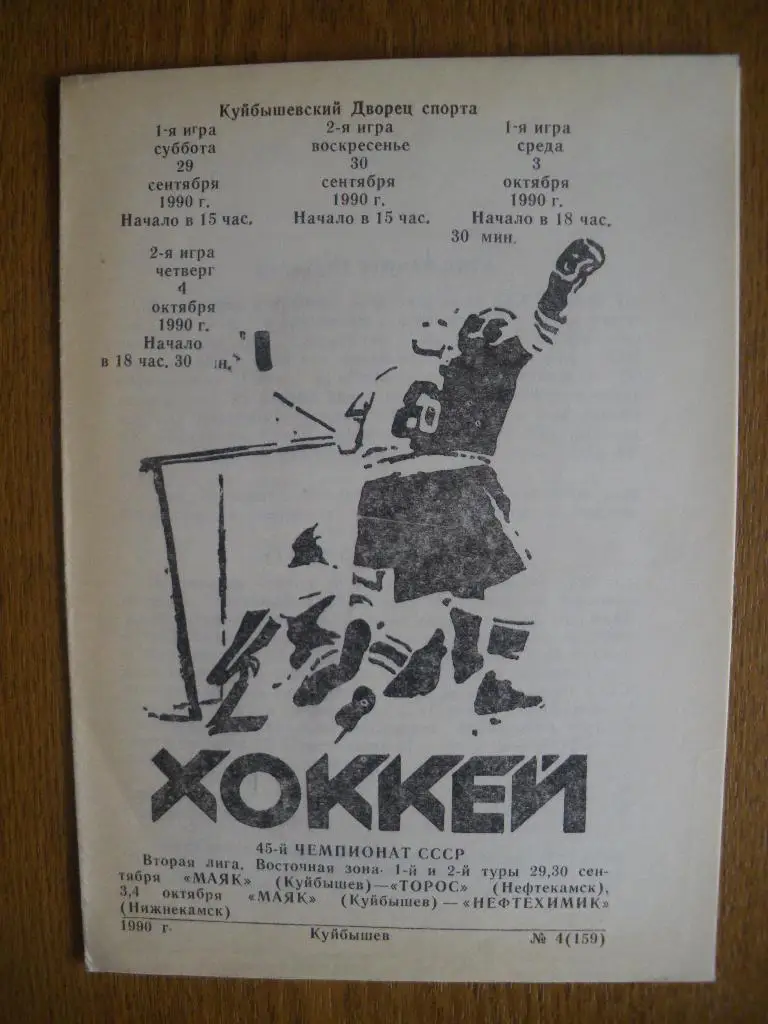 Куйбышевский Дворец спорта
1-я игра
суббота
29
сентября
1990 г.
Начало в 15 час.
2-я игра
воскресенье
30
сентября
1990 г.
Начало в 15 час.
1-я игра
среда
3
октября
1990 г.
Начало в 18 час.
30 мин.
2-я игра
четверг
4
октября
1990 г.
Начало
в 18 час. 30 ин.
ХОККЕЙ
45-й ЧЕМПИОНАТ СССР
Вторая лига. Восточная зона. 1-й и 2-й туры 29,30 сен-
тября «МАЯК» (Куйбышев)—«ТОРОС» (Нефтекамск),
3,4 октября «МАЯК» (Куйбышев) — «НЕФТЕХИМИК»
(Нижнекамск)
1990 г. Куйбышев № 4(159)